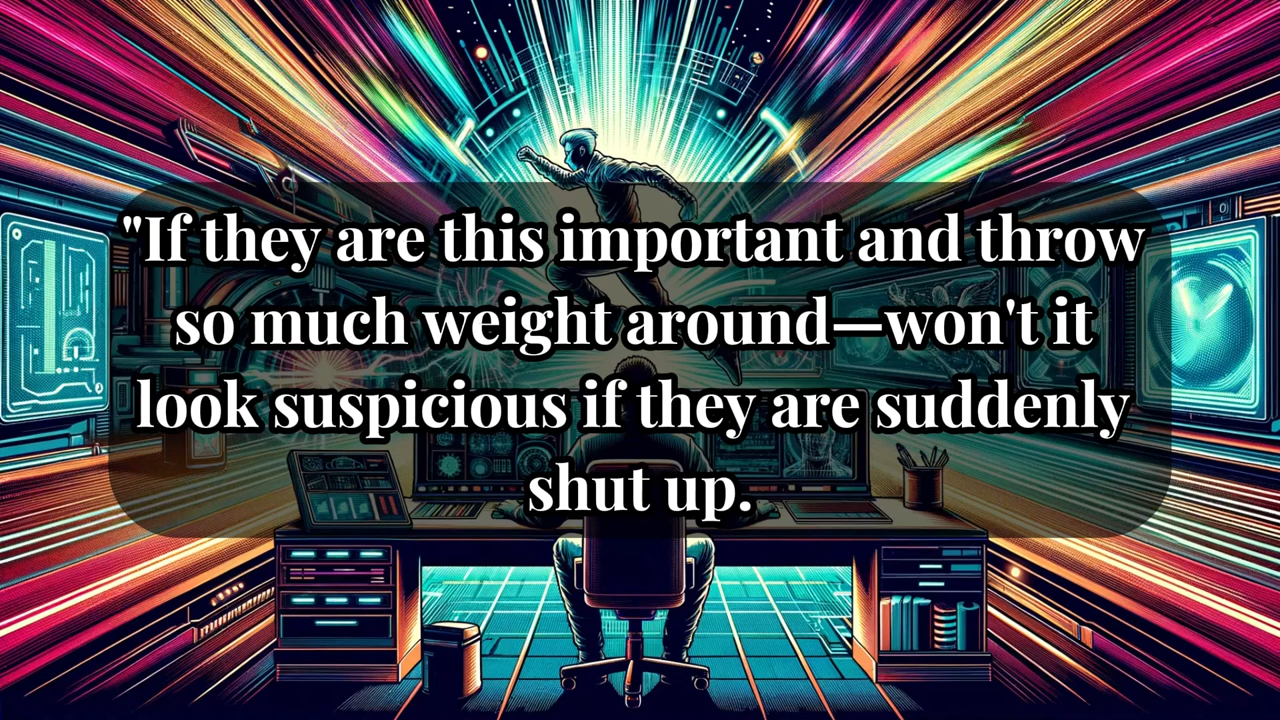 "If they are this important and throw
so much weight around—won't it
look suspicious if they are suddenly
shut up.